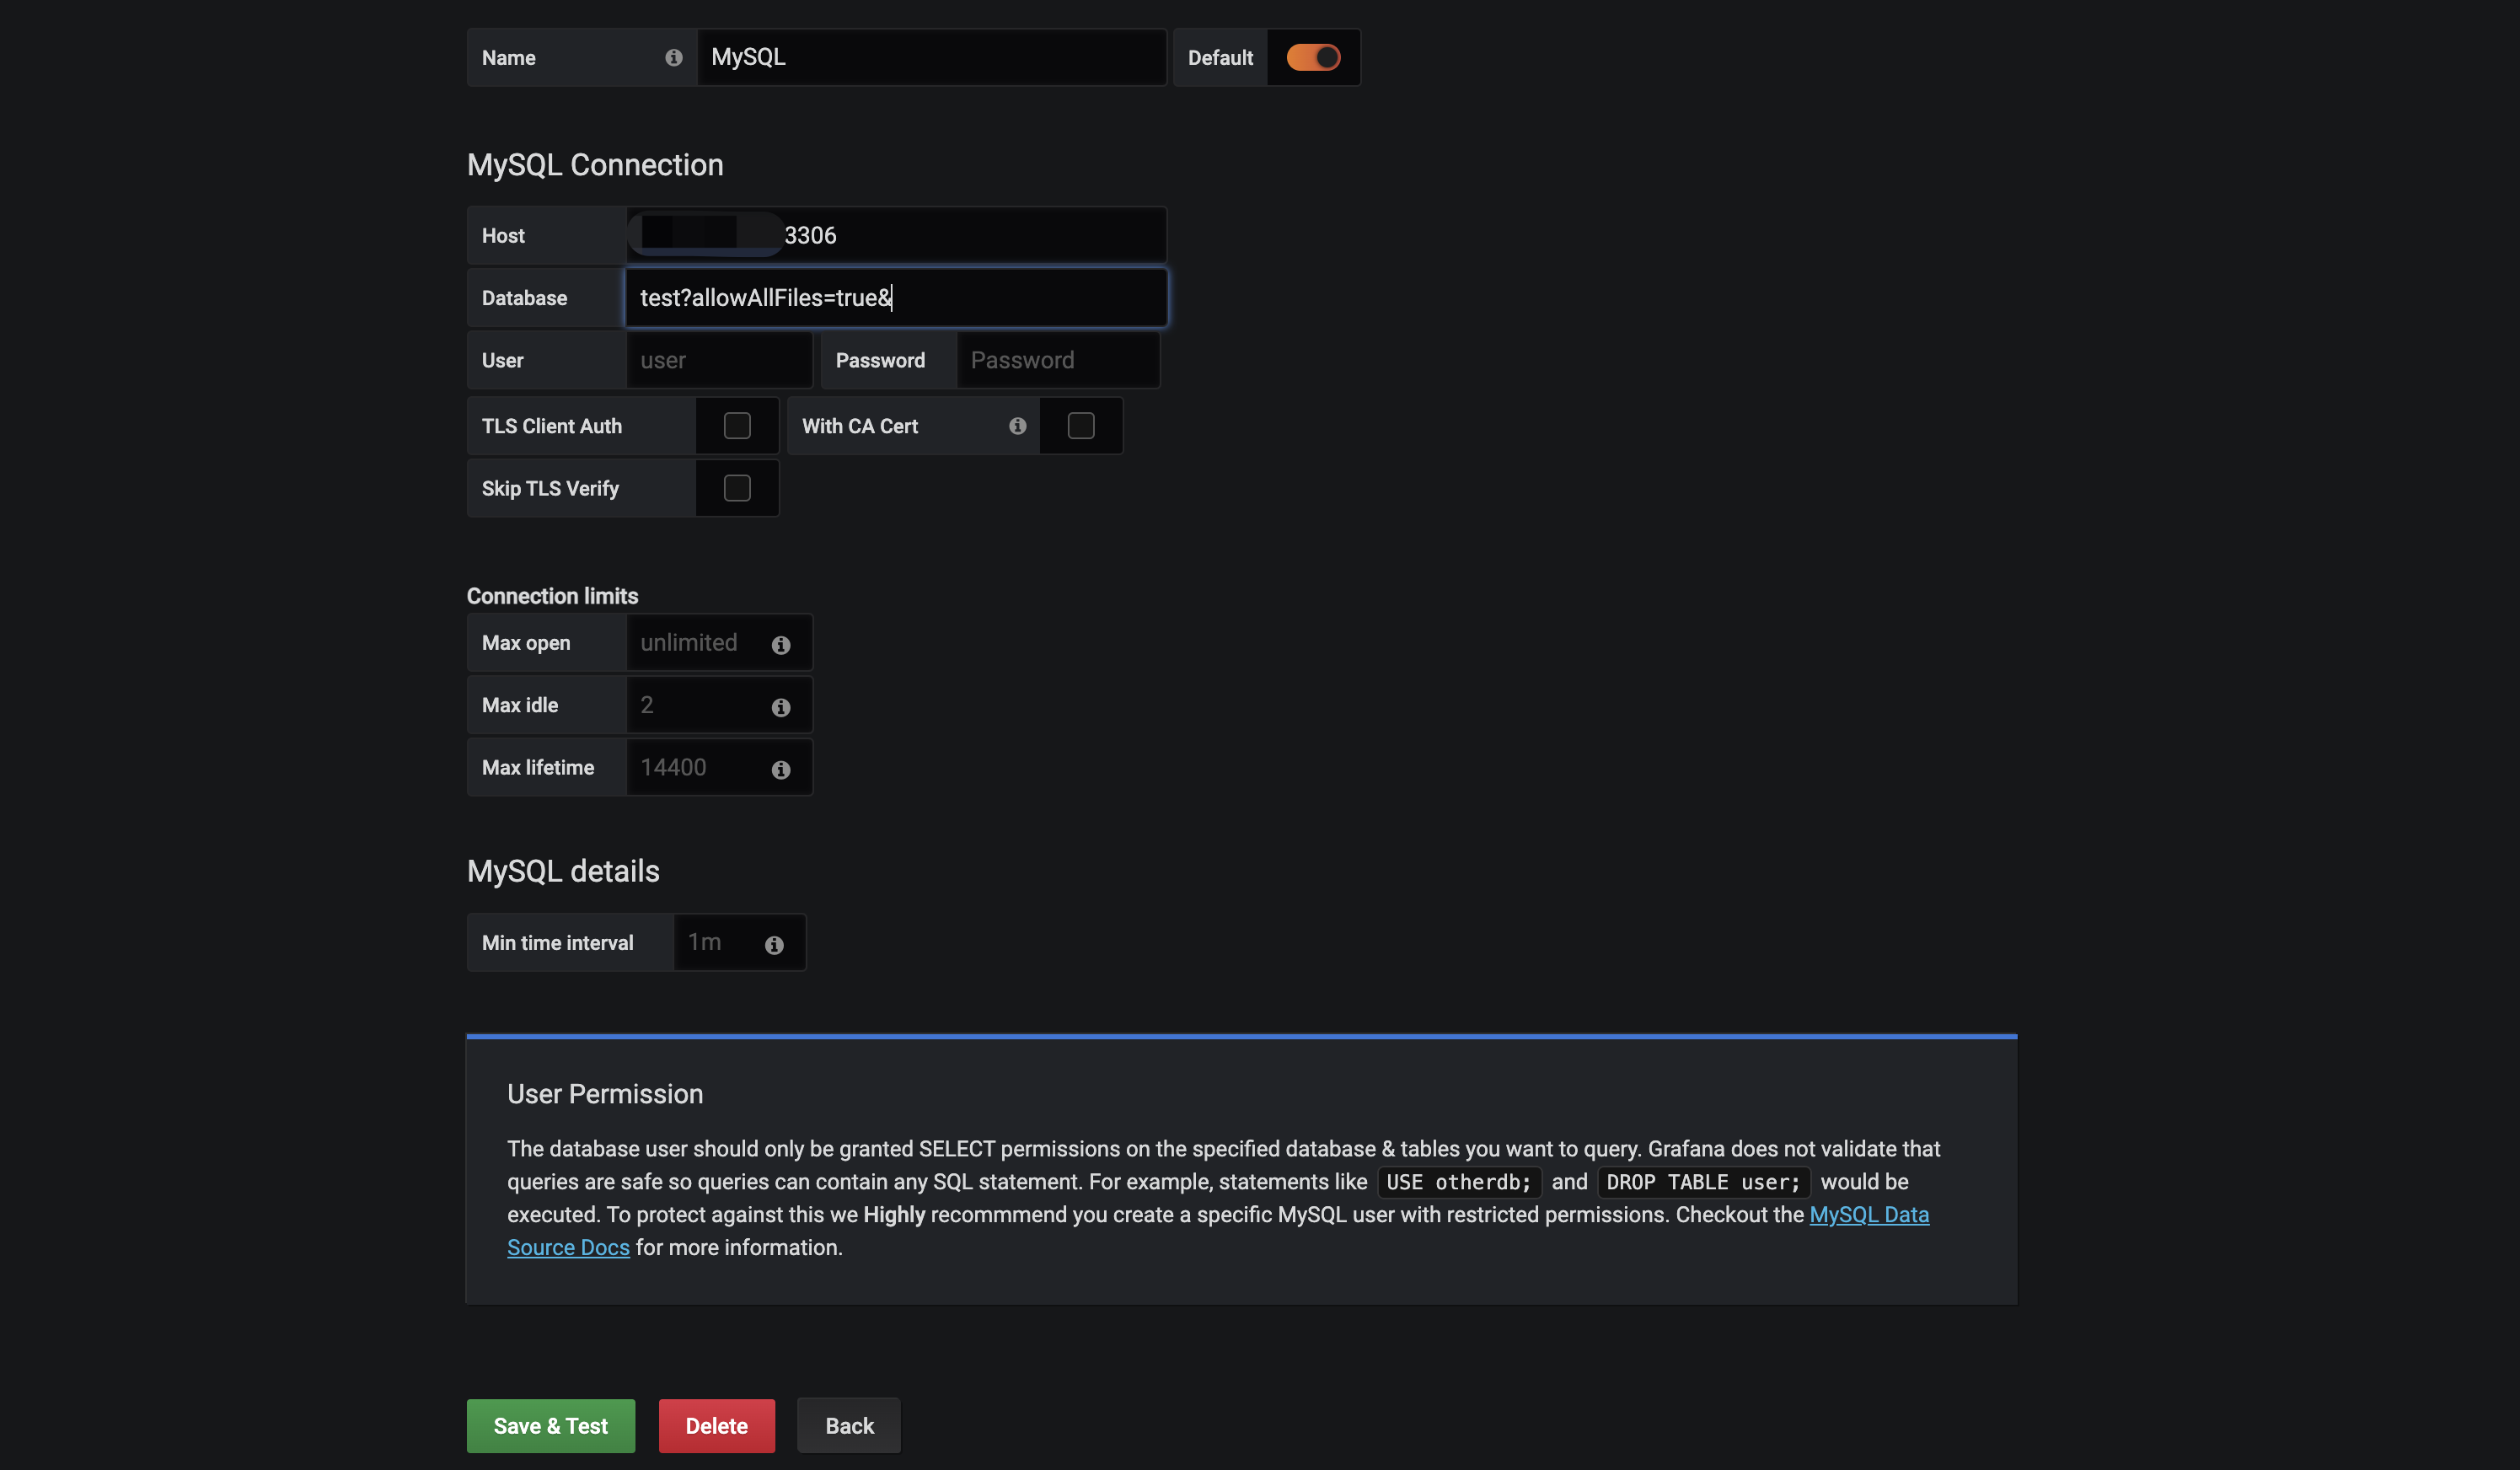 Name MySQL Default
MySQL Connection
Host 3306
Database test?allowAllFiles=true&
User user Password Password
TLS Client Auth With CA Cert
Skip TLS Verify
Connection limits
Max open unlimited
Max idle 2
Max lifetime 14400
MySQL details
Min time interval 1m
User Permission
The database user should only be granted SELECT permissions on the specified database & tables you want to query. Grafana does not validate that
queries are safe so queries can contain any SQL statement. For example, statements like USE otherdb; and DROP TABLE user; would be
executed. To protect against this we Highly recommmend you create a specific MySQL user with restricted permissions. Checkout the MySQL Data
Source Docs for more information.
Save & Test Delete Back